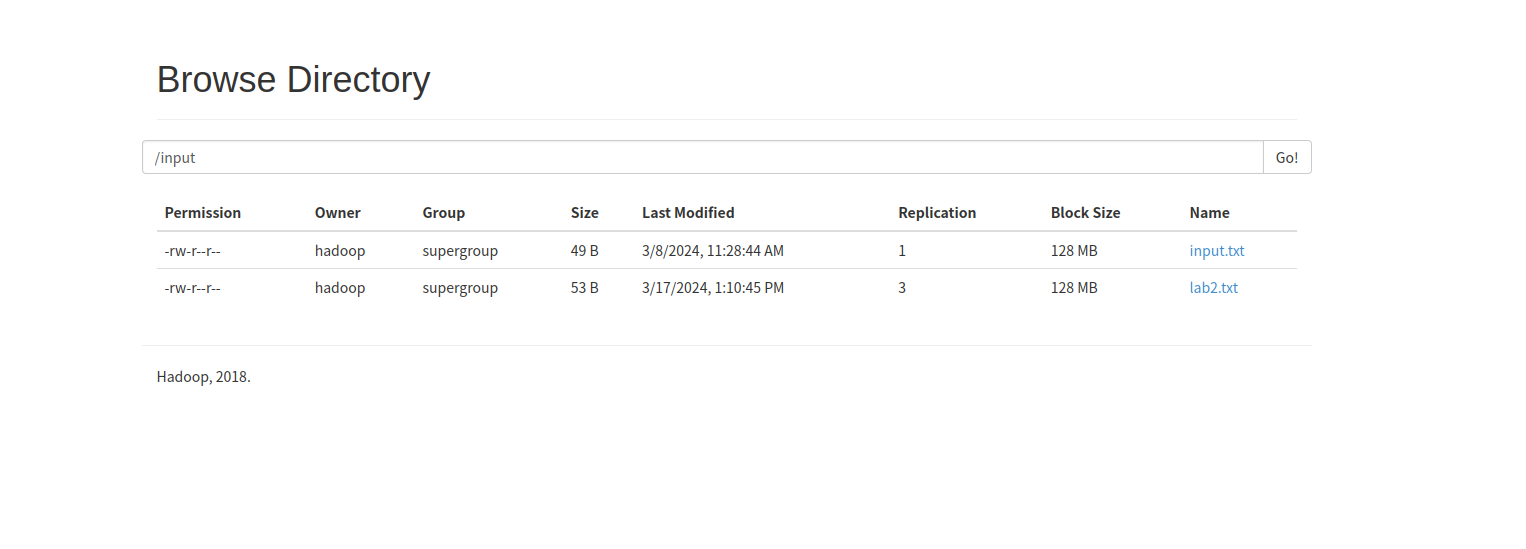 Browse Directory
/input Go!
Permission Owner Group Size Last Modified Replication Block Size Name
-rw-r--r-- hadoop supergroup 49 B 3/8/2024, 11:28:44 AM 1 128 MB input.txt
-rw-r--r-- hadoop supergroup 53 B 3/17/2024, 1:10:45 PM 3 128 MB lab2.txt
Hadoop, 2018.